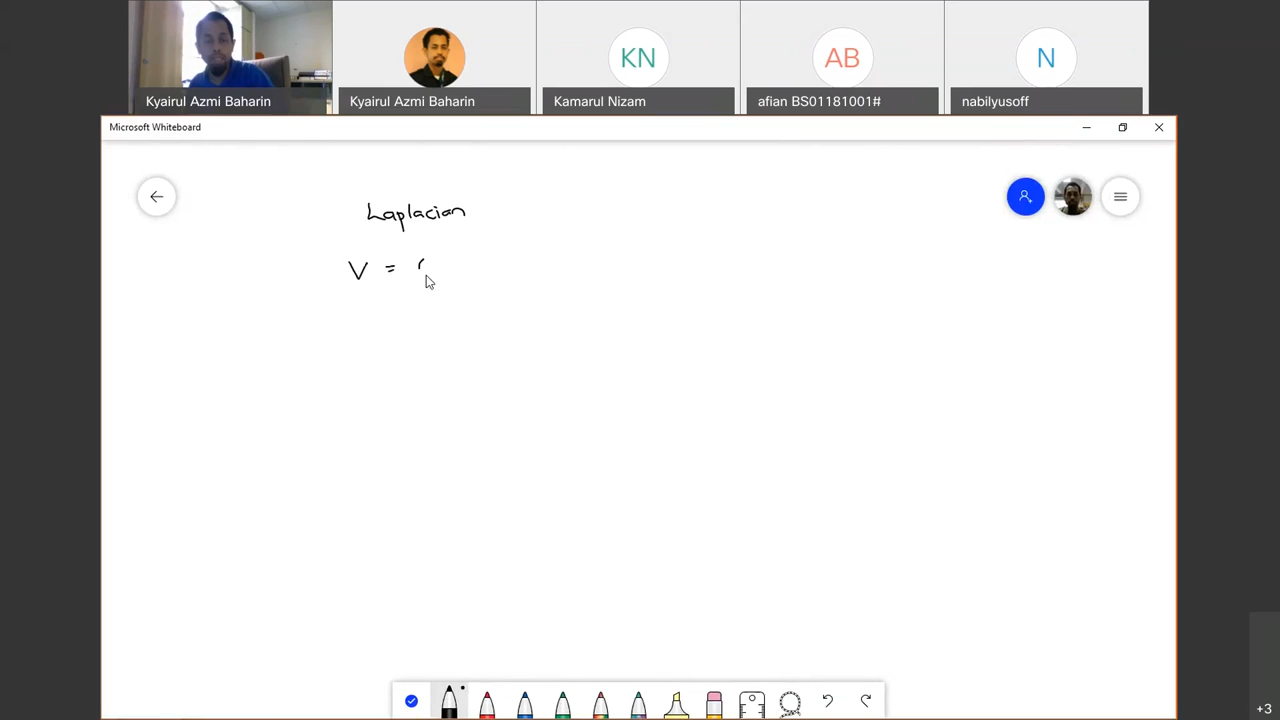 Kyairul Azmi Baharin
KN
Kamarul Nizam
Kyairul Azmi Baharin
AB
afian BS01181001#
N
nabilyusoff
Microsoft Whiteboard
Laplacian
V =
+3